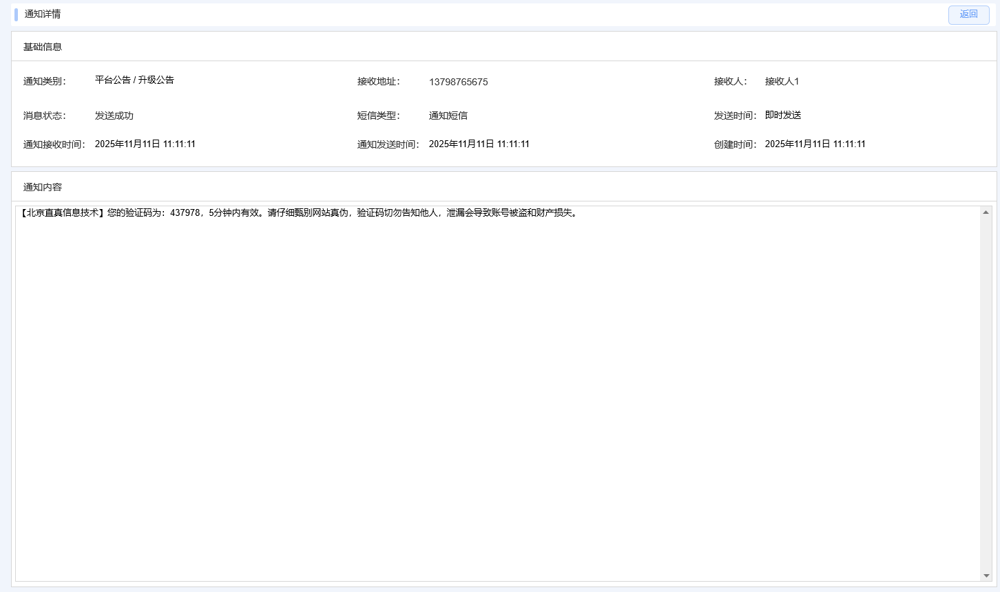 通知详情
返回
基础信息
通知类别： 平台公告 / 升级公告 接收地址： 13798765675 接收人： 接收人1
消息状态： 发送成功 短信类型： 通知短信 发送时间： 即时发送
通知接收时间： 2025年11月11日 11:11:11 通知发送时间： 2025年11月11日 11:11:11 创建时间： 2025年11月11日 11:11:11
通知内容
【北京直真信息技术】您的验证码为：437978，5分钟内有效。请仔细甄别网站真伪，验证码切勿告知他人，泄漏会导致账号被盗和财产损失。